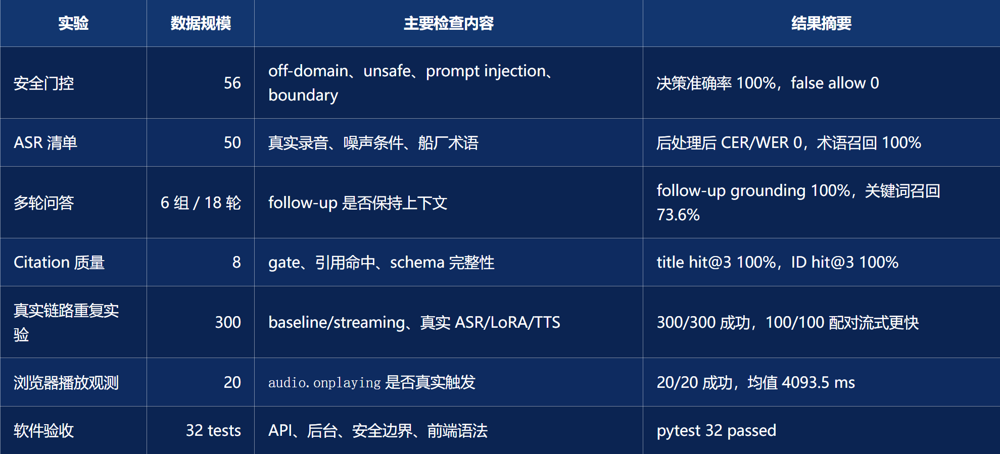 实验 数据规模 主要检查内容 结果摘要
安全门控 56 off-domain、unsafe、prompt injection、
boundary 决策准确率 100%，false allow 0
ASR 清单 50 真实录音、噪声条件、船厂术语 后处理后 CER/WER 0，术语召回 100%
多轮问答 6 组 / 18 轮 follow-up 是否保持上下文 follow-up grounding 100%，关键词召回
73.6%
Citation 质量 8 gate、引用命中、schema 完整性 title hit@3 100%，ID hit@3 100%
真实链路重复实
验 300 baseline/streaming、真实 ASR/LoRA/TTS 300/300 成功，100/100 配对流式更快
浏览器播放观测 20 audio.onplaying 是否真实触发 20/20 成功，均值 4093.5 ms
软件验收 32 tests API、后台、安全边界、前端语法 pytest 32 passed